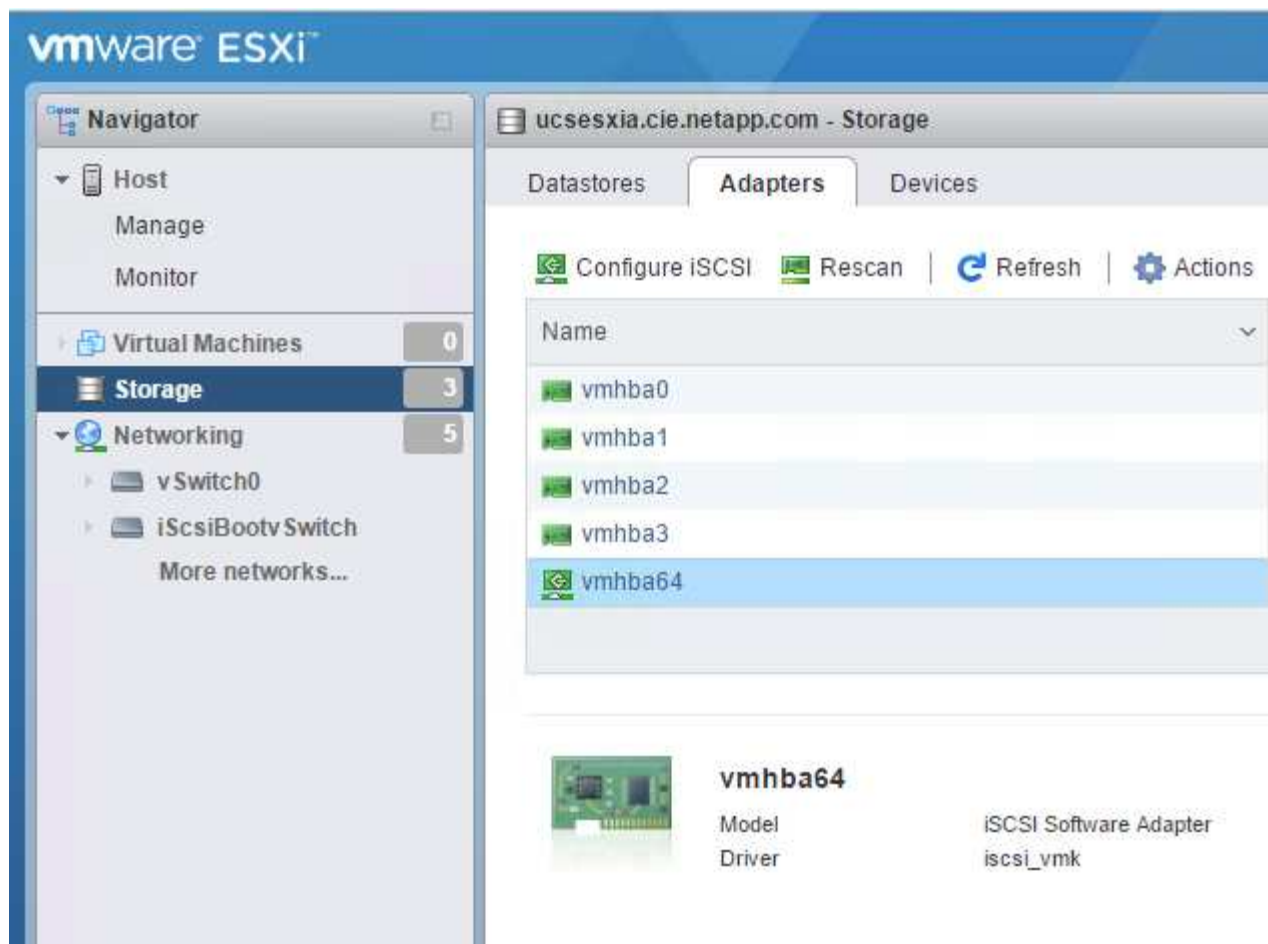 vmware ESXi™
Navigator
Host
Manage
Monitor
Virtual Machines 0
Storage 3
Networking 5
vSwitch0
iScsiBootvSwitch
More networks...
ucsesxia.cie.netapp.com - Storage
Datastores Adapters Devices
Configure iSCSI Rescan | Refresh | Actions
Name
vmhba0
vmhba1
vmhba2
vmhba3
vmhba64
vmhba64
Model iSCSI Software Adapter
Driver iscsi_vmk